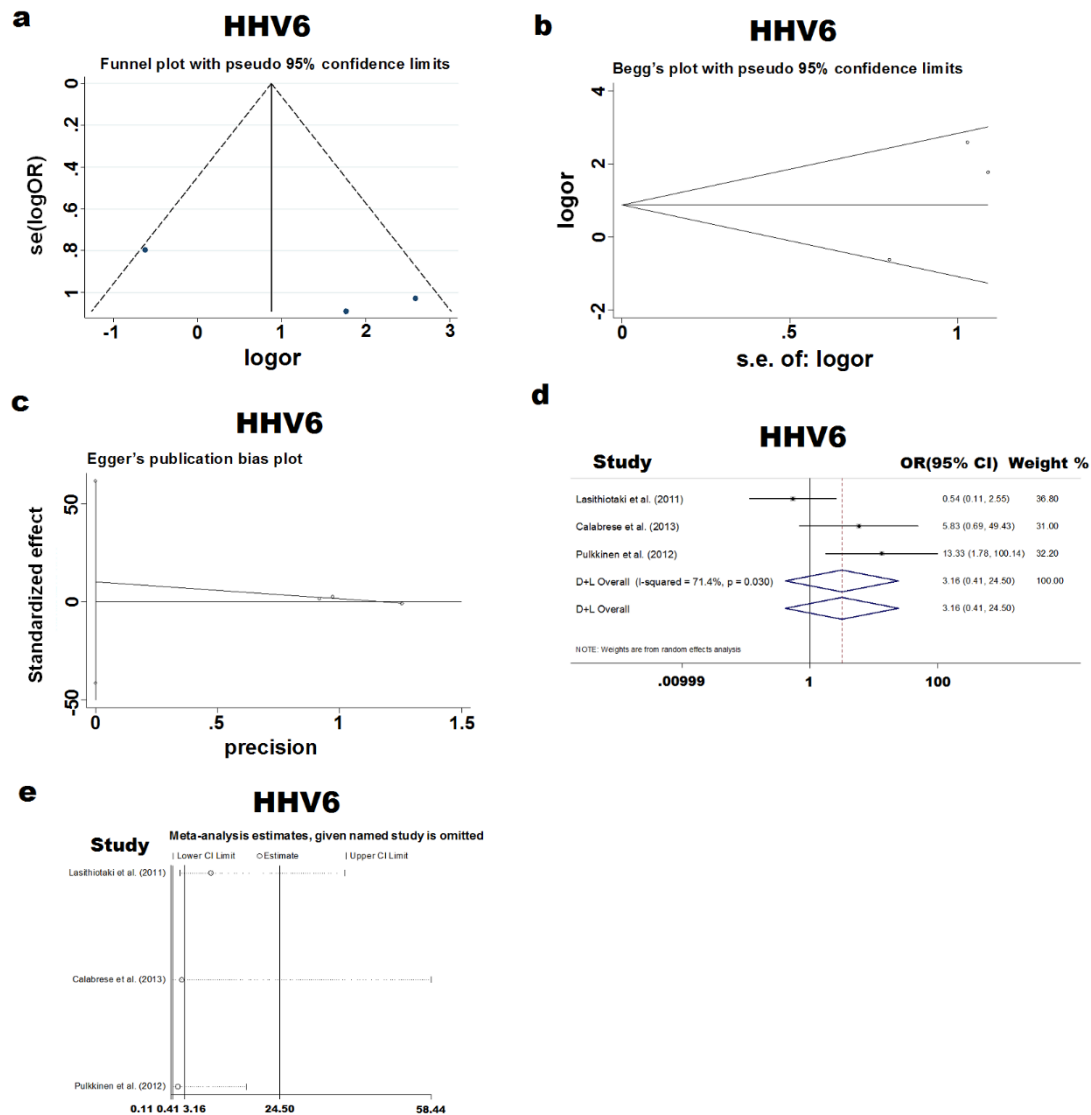 a
HHV6
Funnel plot with pseudo 95% confidence limits
se(logOR)
0
.2
.4
.6
.8
1
-1 0 1 2 3
logor
b
HHV6
Begg's plot with pseudo 95% confidence limits
logor
4
2
0
-2
0 .5 1
s.e. of: logor
c
HHV6
Egger's publication bias plot
Standardized effect
50
0
-50
0 .5 1 1.5
precision
d
HHV6
Study OR(95% CI) Weight %
Lasithiotaki et al. (2011) 0.54 (0.11, 2.55) 36.80
Calabrese et al. (2013) 5.83 (0.69, 49.43) 31.00
Pulkkinen et al. (2012) 13.33 (1.78, 100.14) 32.20
D+L Overall (I-squared = 71.4%, p = 0.030) 3.16 (0.41, 24.50) 100.00
D+L Overall 3.16 (0.41, 24.50)
NOTE: Weights are from random effects analysis
.00999 1 100
e
HHV6
Study Meta-analysis estimates, given named study is omitted
| Lower CI Limit ○ Estimate | Upper CI Limit
Lasithiotaki et al. (2011)
Calabrese et al. (2013)
Pulkkinen et al. (2012)
0.11 0.41 3.16 24.50 58.44